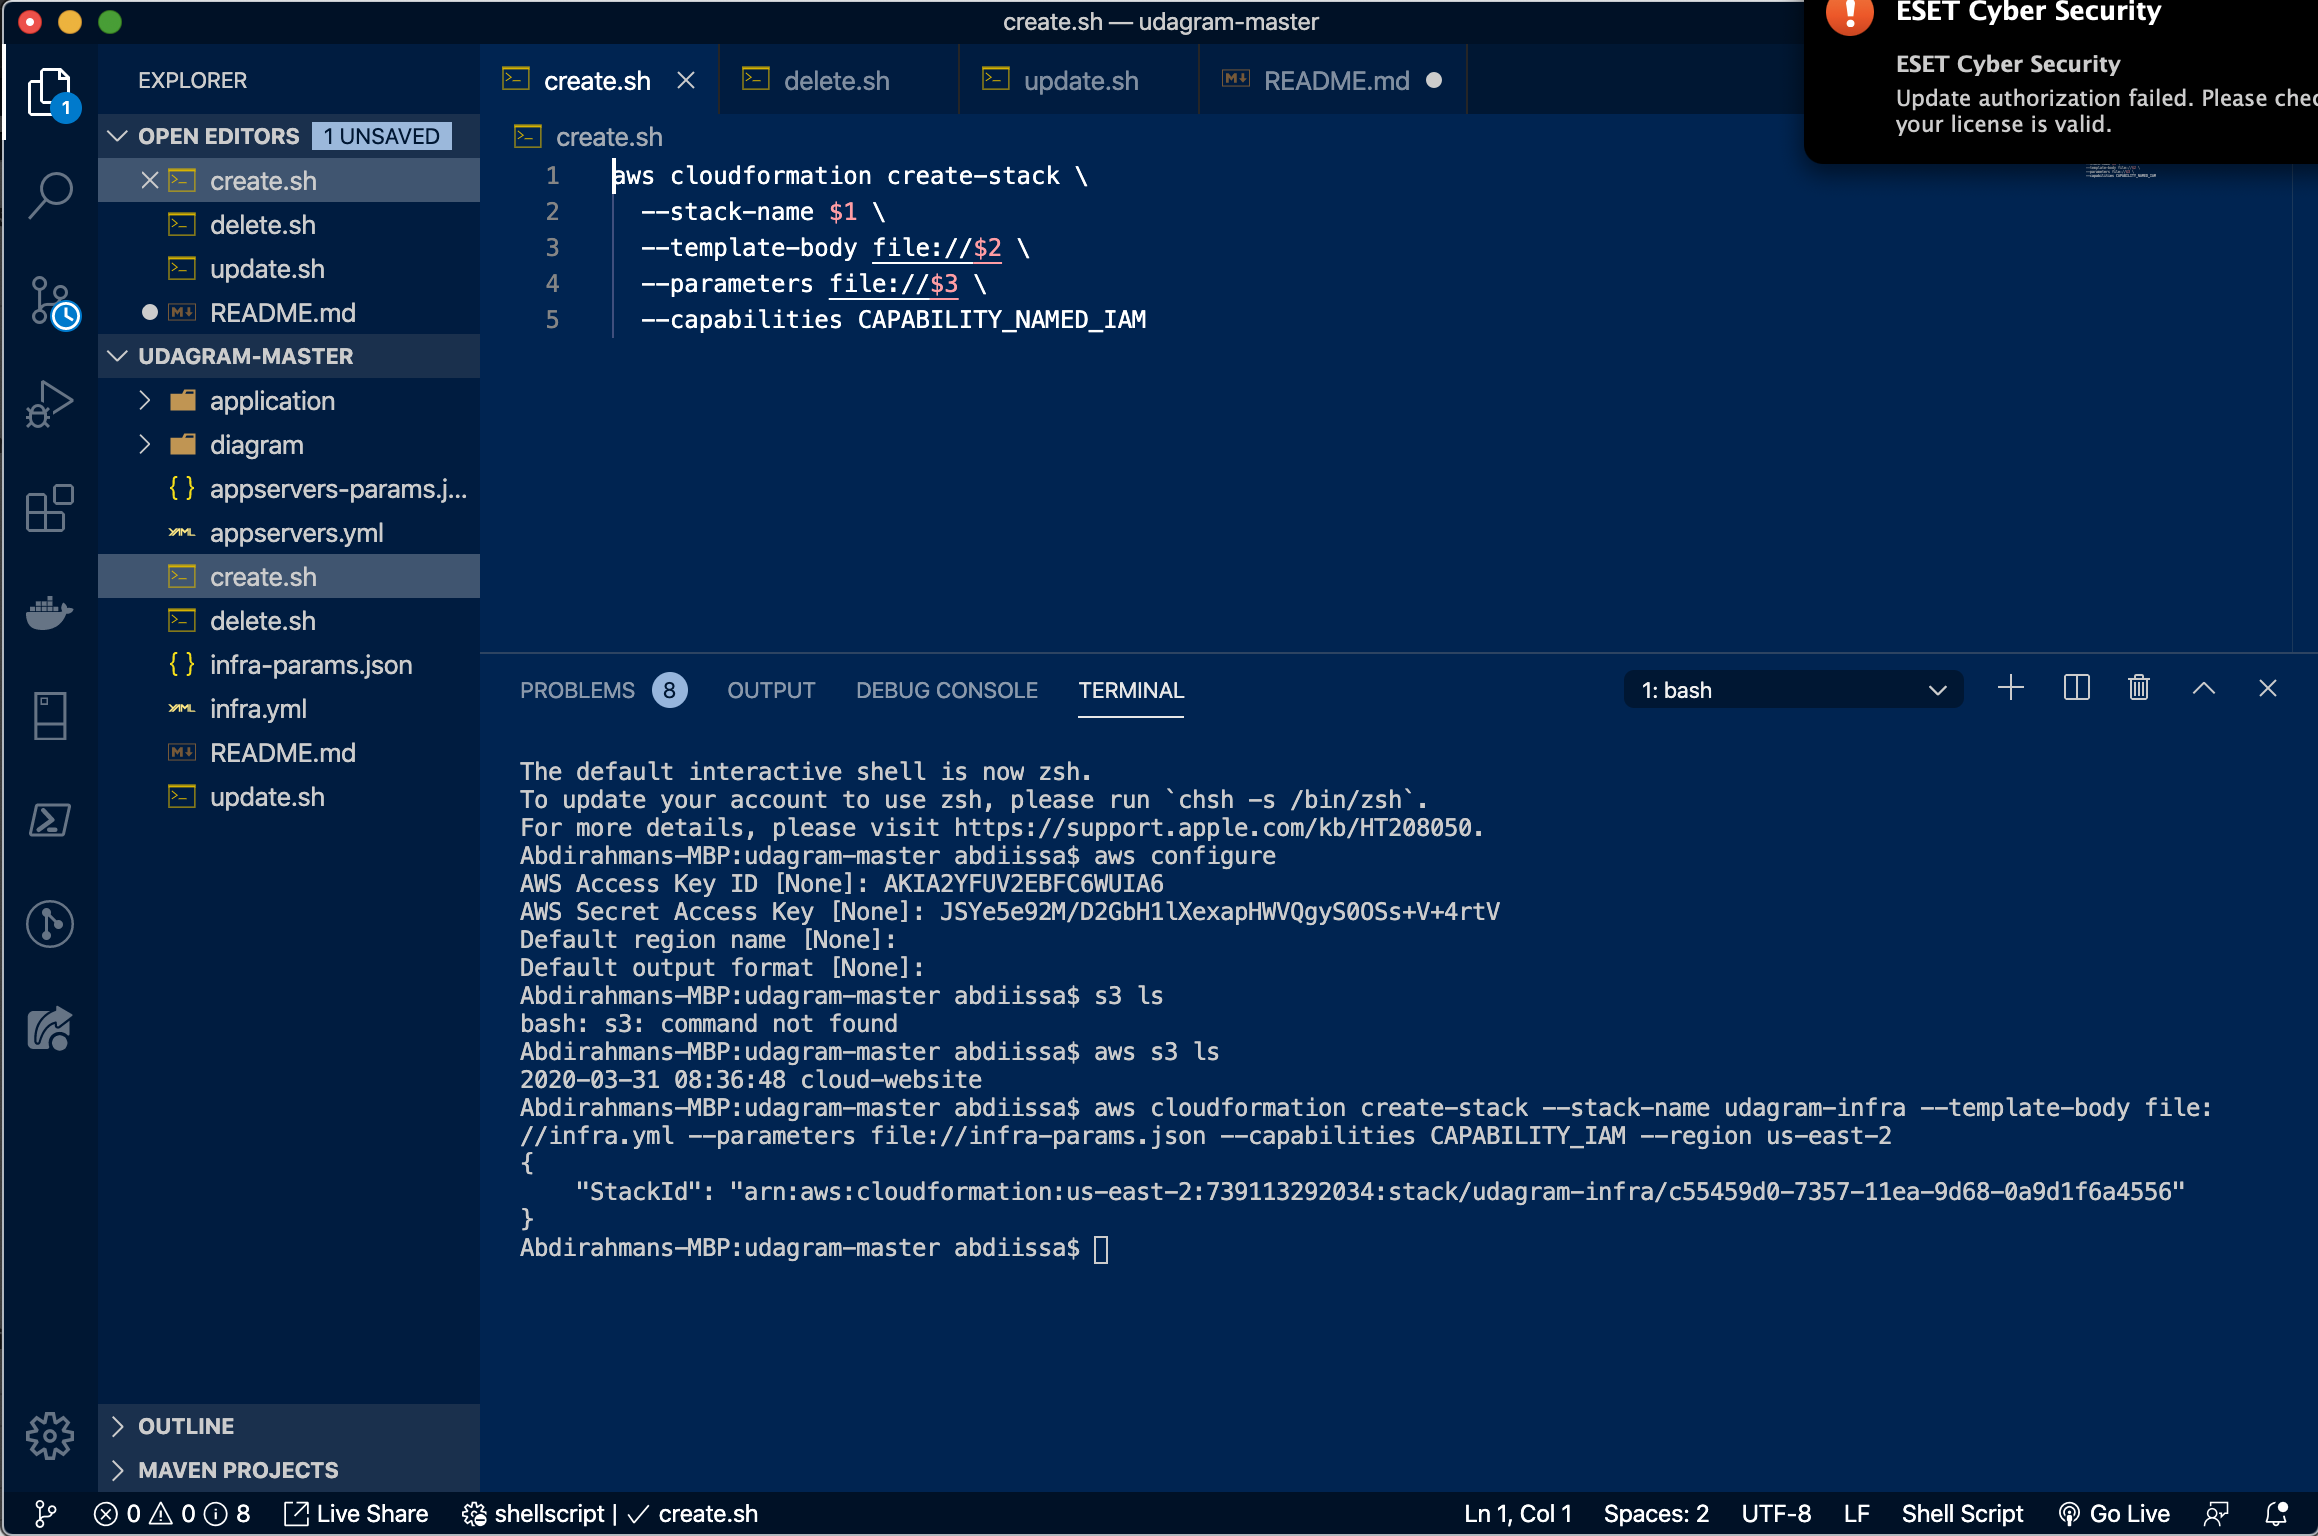 create.sh — udagram-master
ESET Cyber Security
ESET Cyber Security
Update authorization failed. Please chec
your license is valid.
EXPLORER
OPEN EDITORS 1 UNSAVED
create.sh
delete.sh
update.sh
README.md
UDAGRAM-MASTER
application
diagram
appservers-params.j...
appservers.yml
create.sh
delete.sh
infra-params.json
infra.yml
README.md
update.sh
OUTLINE
MAVEN PROJECTS
1
create.sh delete.sh update.sh README.md
create.sh
1 aws cloudformation create-stack \
2 --stack-name $1 \
3 --template-body file://$2 \
4 --parameters file://$3 \
5 --capabilities CAPABILITY_NAMED_IAM
PROBLEMS 8 OUTPUT DEBUG CONSOLE TERMINAL 1: bash
The default interactive shell is now zsh.
To update your account to use zsh, please run `chsh -s /bin/zsh`.
For more details, please visit https://support.apple.com/kb/HT208050.
Abdirahmans-MBP:udagram-master abdiissa$ aws configure
AWS Access Key ID [None]: AKIA2YFUV2EBFC6WUIA6
AWS Secret Access Key [None]: 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
Default region name [None]:
Default output format [None]:
Abdirahmans-MBP:udagram-master abdiissa$ s3 ls
bash: s3: command not found
Abdirahmans-MBP:udagram-master abdiissa$ aws s3 ls
2020-03-31 08:36:48 cloud-website
Abdirahmans-MBP:udagram-master abdiissa$ aws cloudformation create-stack --stack-name udagram-infra --template-body file:
//infra.yml --parameters file://infra-params.json --capabilities CAPABILITY_IAM --region us-east-2
{
"StackId": "arn:aws:cloudformation:us-east-2:739113292034:stack/udagram-infra/c55459d0-7357-11ea-9d68-0a9d1f6a4556"
}
Abdirahmans-MBP:udagram-master abdiissa$
0 0 8 Live Share shellscript | ✓ create.sh Ln 1, Col 1 Spaces: 2 UTF-8 LF Shell Script Go Live